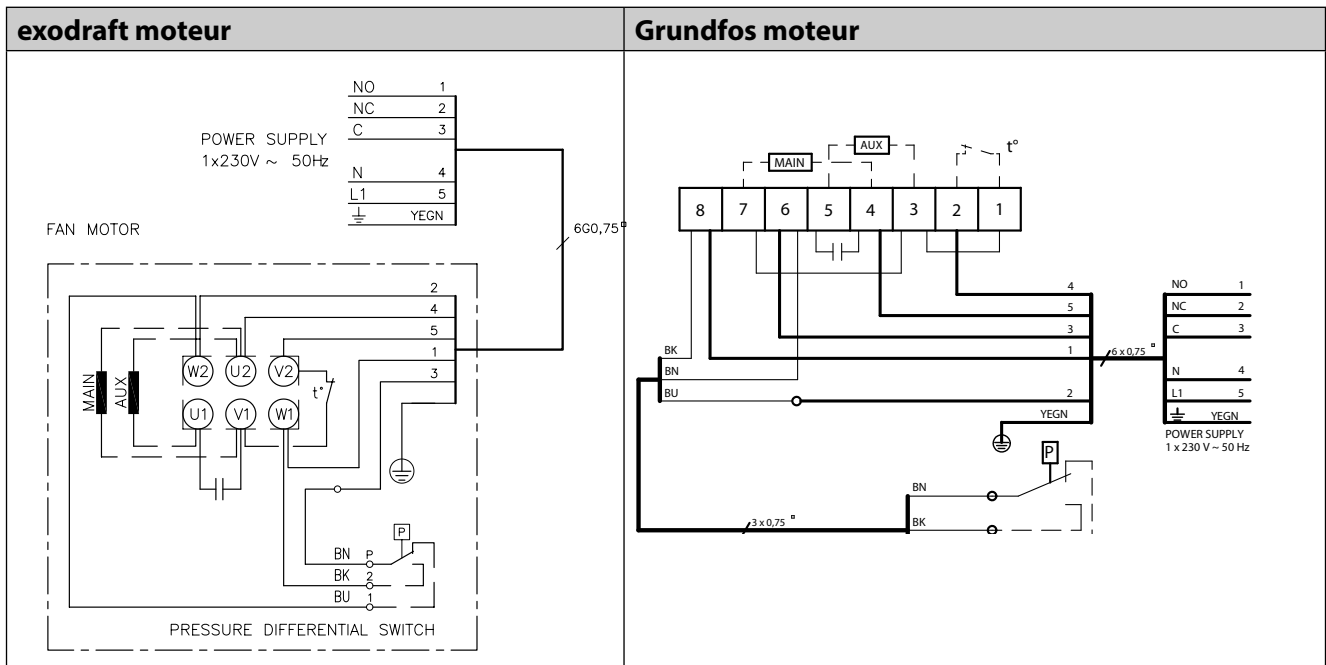 exodraft moteur
NO 1
NC 2
C 3
POWER SUPPLY
1x230V ~ 50Hz
N 4
L1 5
YEGN
FAN MOTOR
6G0,75
2
4
5
1
3
MAIN
AUX
W2 U2 V2
t°
U1 V1 W1
P
BN P
BK 2
BU 1
PRESSURE DIFFERENTIAL SWITCH
Grundfos moteur
AUX
t°
MAIN
8 7 6 5 4 3 2 1
4
5
3
1
2
YEGN
BK
BN
BU
6 x 0,75
NO 1
NC 2
C 3
N 4
L1 5
YEGN
POWER SUPPLY
1 x 230 V ~ 50 Hz
P
BN
BK
3 x 0,75